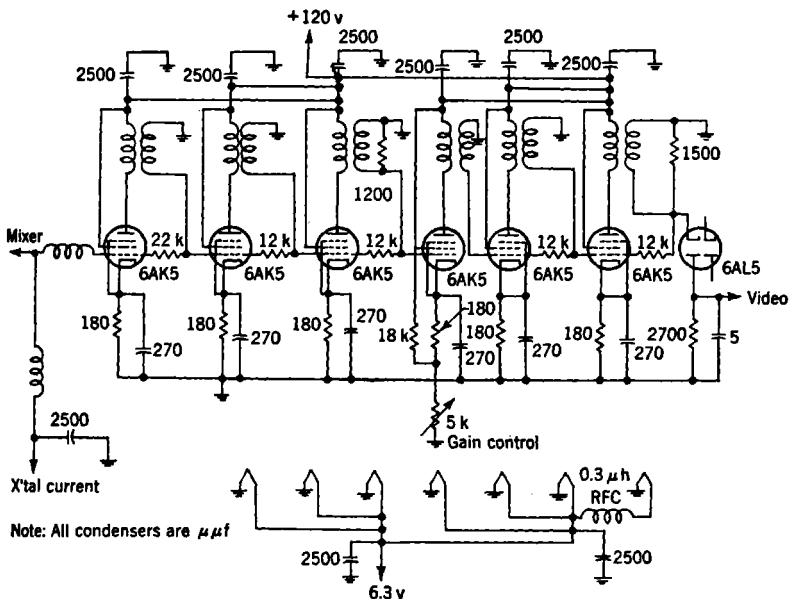 +120 v
2500
2500
2500
2500
2500
2500
1200
1500
Mixer
22 k
12 k
12 k
12 k
12 k
6AK5
6AK5
6AK5
6AK5
6AK5
6AK5
6AL5
Video
180
270
180
270
180
270
18 k
180
270
180
270
180
270
2700
5
5 k
Gain control
2500
X'tal current
0.3 μh
RFC
Note: All condensers are μμf
2500
2500
6.3 v